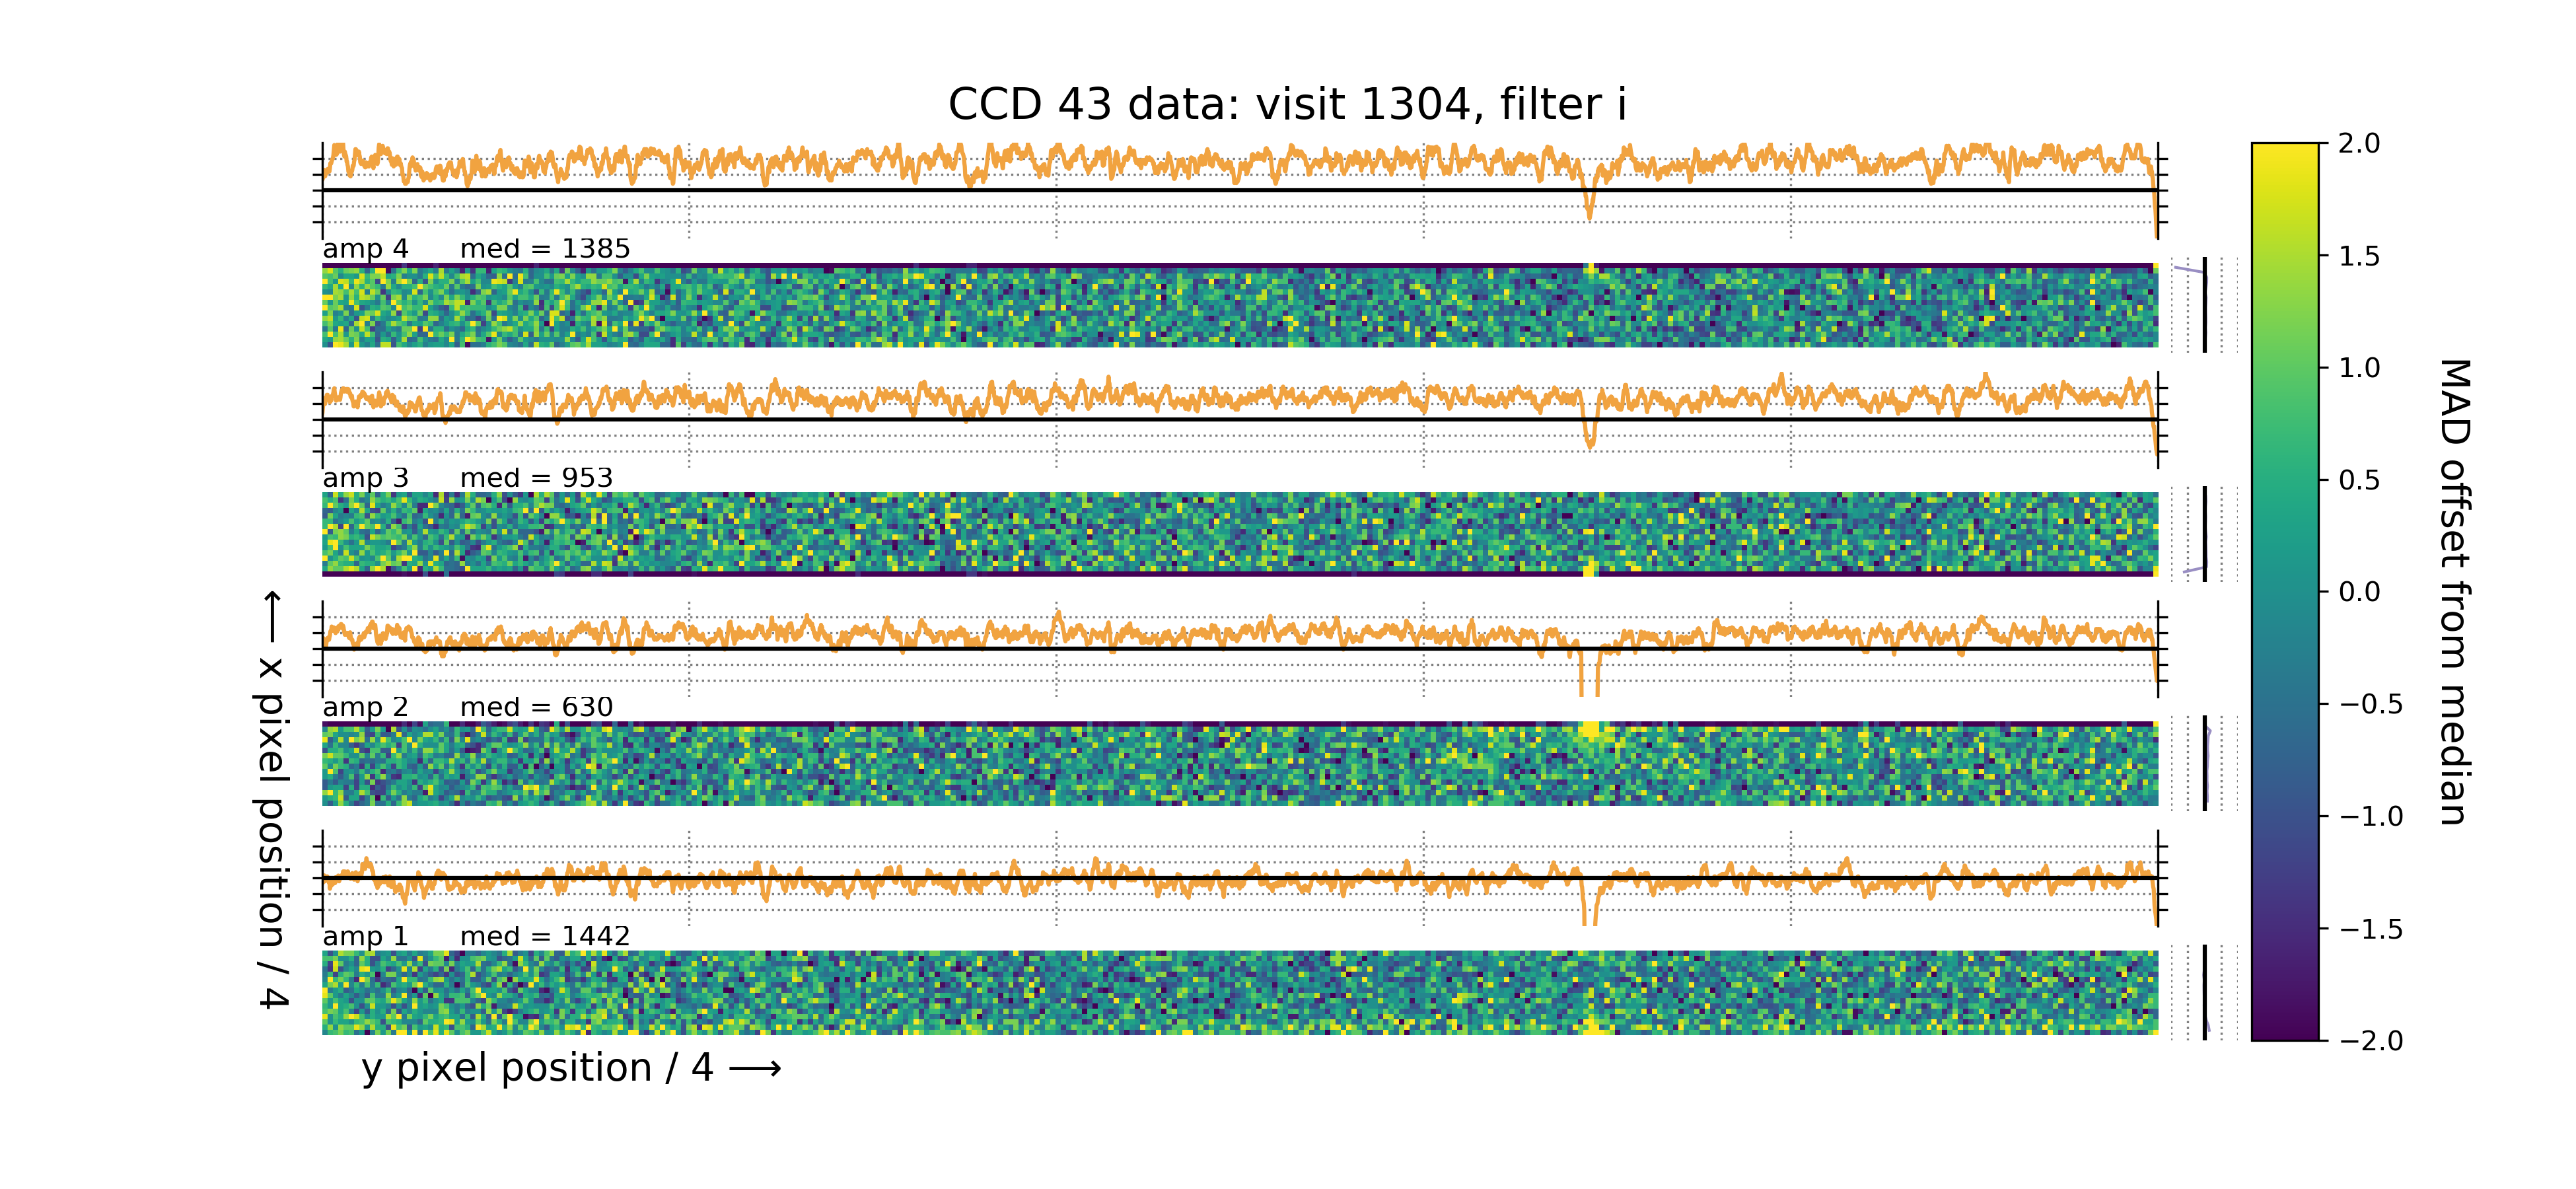 CCD 43 data: visit 1304, filter i
amp 4 med = 1385
amp 3 med = 953
amp 2 med = 630
amp 1 med = 1442
⟵ x pixel position / 4
y pixel position / 4 ⟶
2.0
1.5
1.0
0.5
0.0
−0.5
−1.0
−1.5
−2.0
MAD offset from median